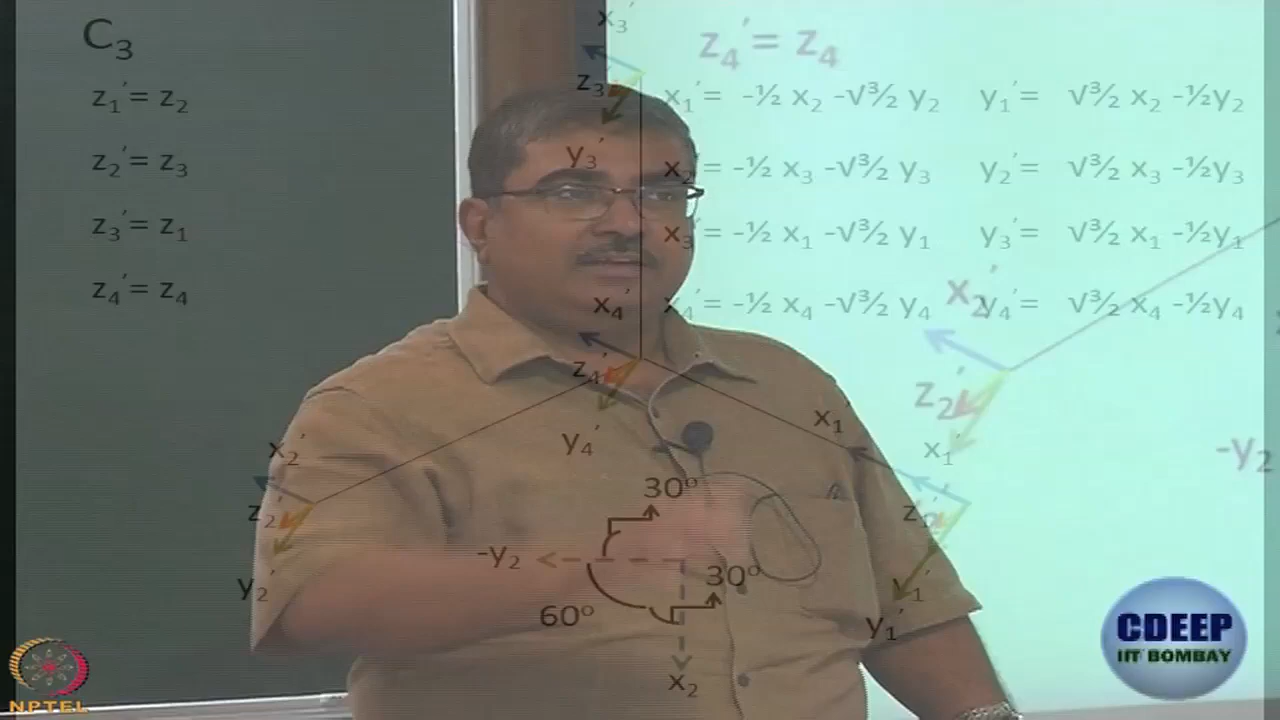 C₃
z₁′ = z₂
z₂′ = z₃
z₃′ = z₁
z₄′ = z₄
z₄′ = z₄
x₁′ = -½ x₂ -√³⁄₂ y₂ y₁′ = √³⁄₂ x₂ -½y₂
x₂′ = -½ x₃ -√³⁄₂ y₃ y₂′ = √³⁄₂ x₃ -½y₃
x₃′ = -½ x₁ -√³⁄₂ y₁ y₃′ = √³⁄₂ x₁ -½y₁
x₄′ = -½ x₄ -√³⁄₂ y₄ y₄′ = √³⁄₂ x₄ -½y₄
x₃′
z₃′
y₃′
x₄′
z₄′
y₄′
x₂′
z₂′
y₂′
x₁′
y₁′
x₂′
z₂′
x₁′
-y₂
30°
-y₂
30°
60°
x₂
NPTEL
CDEEP
IIT BOMBAY